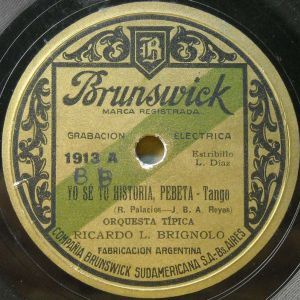 B
Brunswick
MARCA REGISTRADA
GRABACION ELECTRICA
1913 A
Estribillo
L. Diaz
B B
YO SE TU HISTORIA, PEBETA - Tango
(R. Palacios—J. B. A. Reyes)
ORQUESTA TÍPICA
RICARDO L. BRIGNOLO
FABRICACION ARGENTINA
COMPAÑIA BRUNSWICK SUDAMERICANA S.A.-Bs. AIRES